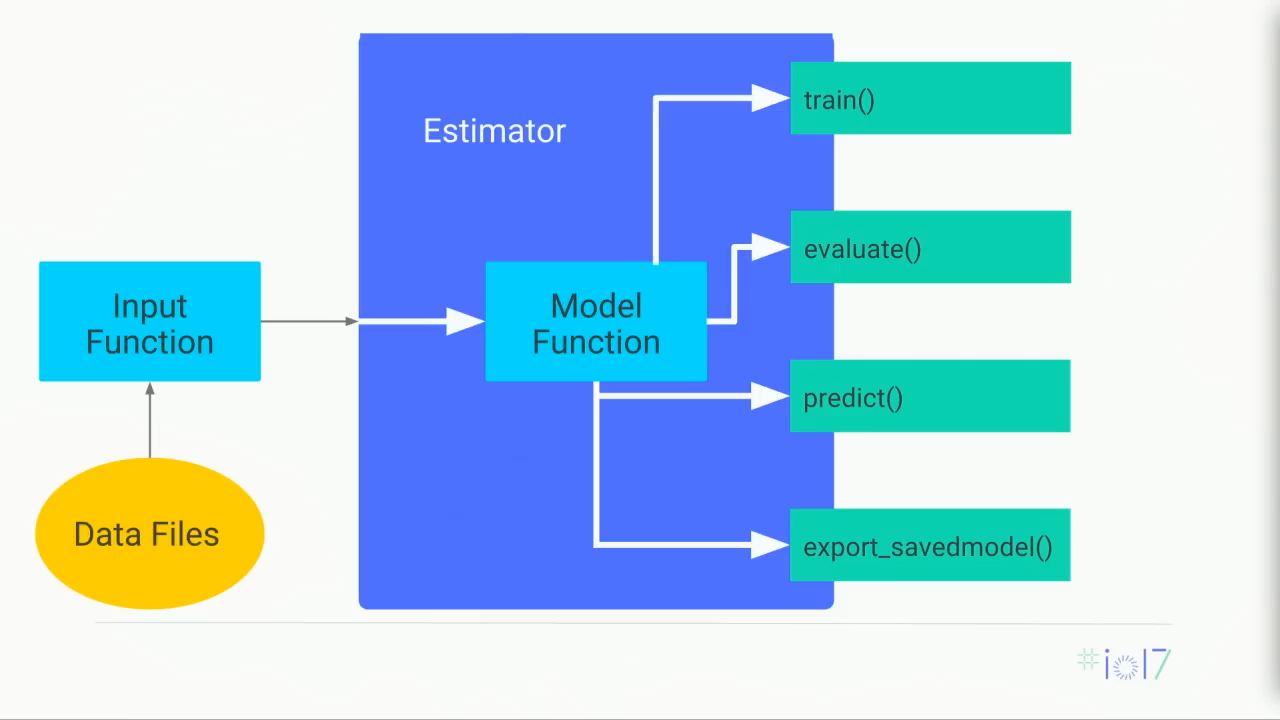 Estimator
train()
evaluate()
Input
Function
Model
Function
predict()
Data Files
export_savedmodel()
#io17